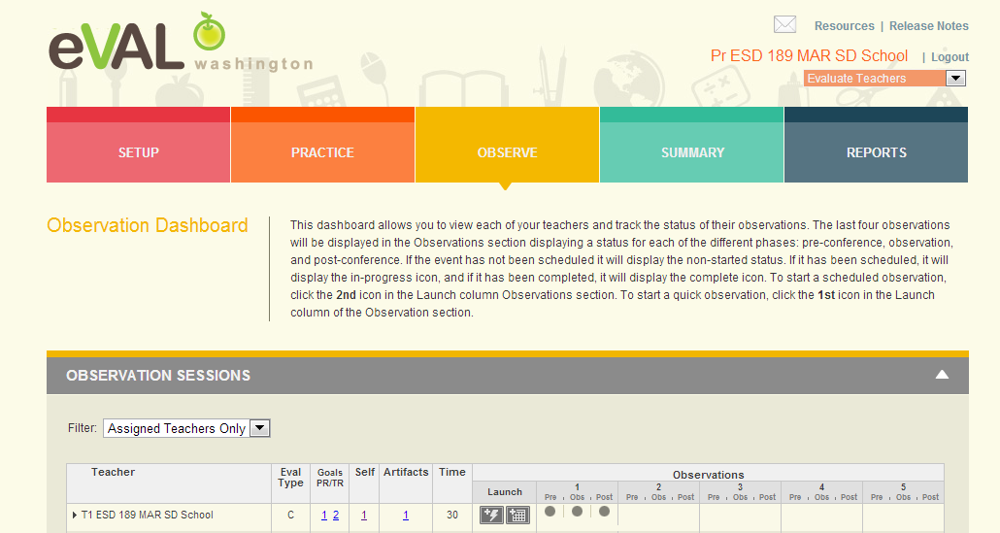 eVAL
washington
Resources | Release Notes
Pr ESD 189 MAR SD School | Logout
Evaluate Teachers
SETUP
PRACTICE
OBSERVE
SUMMARY
REPORTS
Observation Dashboard
This dashboard allows you to view each of your teachers and track the status of their observations. The last four observations
will be displayed in the Observations section displaying a status for each of the different phases: pre-conference, observation,
and post-conference. If the event has not been scheduled it will display the non-started status. If it has been scheduled, it will
display the in-progress icon, and if it has been completed, it will display the complete icon. To start a scheduled observation,
click the 2nd icon in the Launch column Observations section. To start a quick observation, click the 1st icon in the Launch
column of the Observation section.
OBSERVATION SESSIONS
Filter: Assigned Teachers Only
Teacher
Eval
Type
Goals
PR/TR
Self
Artifacts
Time
Observations
Launch
1
2
3
4
5
Pre Obs Post Pre Obs Post Pre Obs Post Pre Obs Post Pre Obs Post
T1 ESD 189 MAR SD School C 1 2 1 1 30